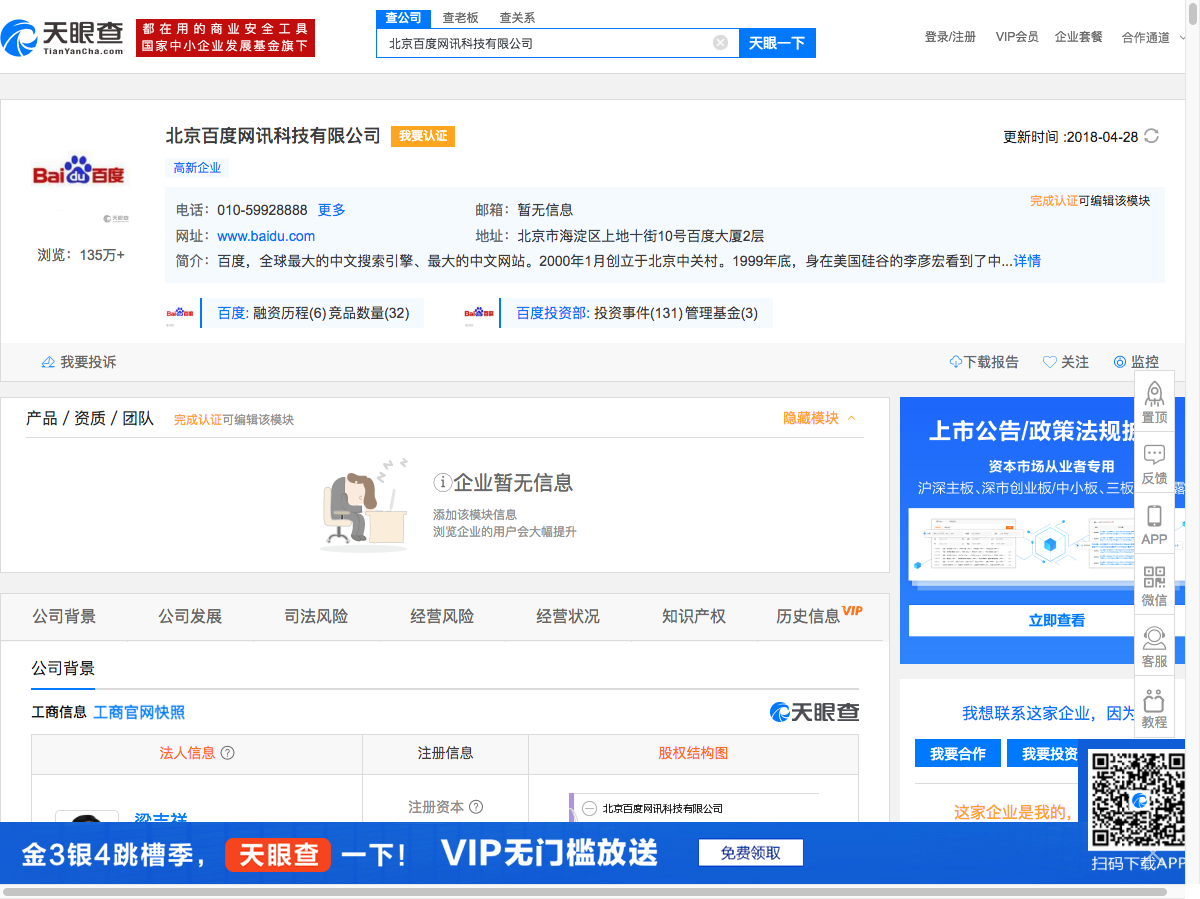 查公司 查老板 查关系
天眼查
TianYanCha.com
都在用的商业安全工具
国家中小企业发展基金旗下
北京百度网讯科技有限公司
天眼一下
登录/注册 VIP会员 企业套餐 合作通道
北京百度网讯科技有限公司 我要认证
更新时间 :2018-04-28
高新企业
Bai du 百度
天眼查
浏览：135万+
完成认证可编辑该模块
电话：010-59928888 更多 邮箱：暂无信息
网址：www.baidu.com 地址：北京市海淀区上地十街10号百度大厦2层
简介：百度，全球最大的中文搜索引擎、最大的中文网站。2000年1月创立于北京中关村。1999年底，身在美国硅谷的李彦宏看到了中...详情
百度: 融资历程(6)竞品数量(32) 百度投资部: 投资事件(131)管理基金(3)
我要投诉 下载报告 关注 监控
产品 / 资质 / 团队 完成认证可编辑该模块 隐藏模块
企业暂无信息
添加该模块信息
浏览企业的用户会大幅提升
上市公告/政策法规
资本市场从业者专用
沪深主板、深市创业板/中小板、三板
立即查看
置顶
反馈
APP
微信
客服
教程
公司背景 公司发展 司法风险 经营风险 经营状况 知识产权 历史信息VIP
公司背景
工商信息 工商官网快照 天眼查
法人信息 注册信息 股权结构图
注册资本 北京百度网讯科技有限公司
梁志祥
我想联系这家企业，因为
我要合作 我要投资
这家企业是我的，
金3银4跳槽季， 天眼查 一下！ VIP无门槛放送 免费领取
扫码下载APP